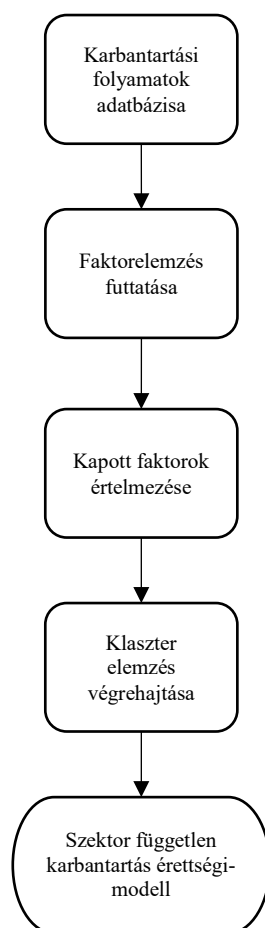 Karbantartási
folyamatok
adatbázisa
Faktorelemzés
futtatása
Kapott faktorok
értelmezése
Klaszter
elemzés
végrehajtása
Szektor független
karbantartás érettségi-
modell